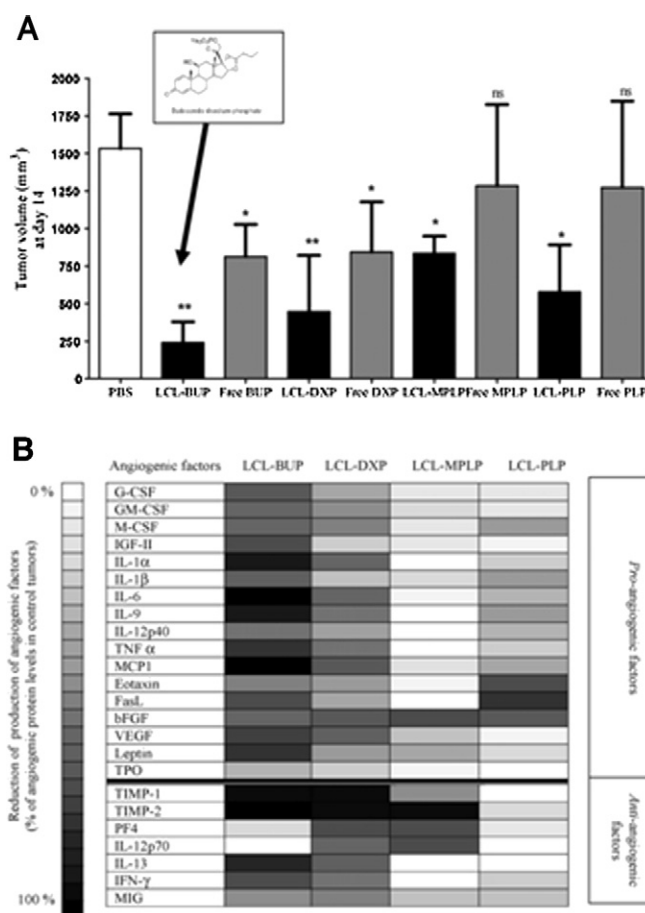 A
Tumor volume (mm³)
at day 14
2000
1750
1500
1250
1000
750
500
250
0
**
*
**
*
*
ns
*
ns
PBS
LCL-BUP
Free BUP
LCL-DXP
Free DXP
LCL-MPLP
Free MPLP
LCL-PLP
Free PLP
B
Angiogenic factors LCL-BUP LCL-DXP LCL-MPLP LCL-PLP
0 %
100 %
Reduction of production of angiogenic factors
(% of angiogenic protein levels in control tumors)
G-CSF
GM-CSF
M-CSF
IGF-II
IL-1α
IL-1β
IL-6
IL-9
IL-12p40
TNF α
MCP1
Eotaxin
FasL
bFGF
VEGF
Leptin
TPO
TIMP-1
TIMP-2
PF4
IL-12p70
IL-13
IFN-γ
MIG
Pro-angiogenic factors
Anti-angiogenic
factors